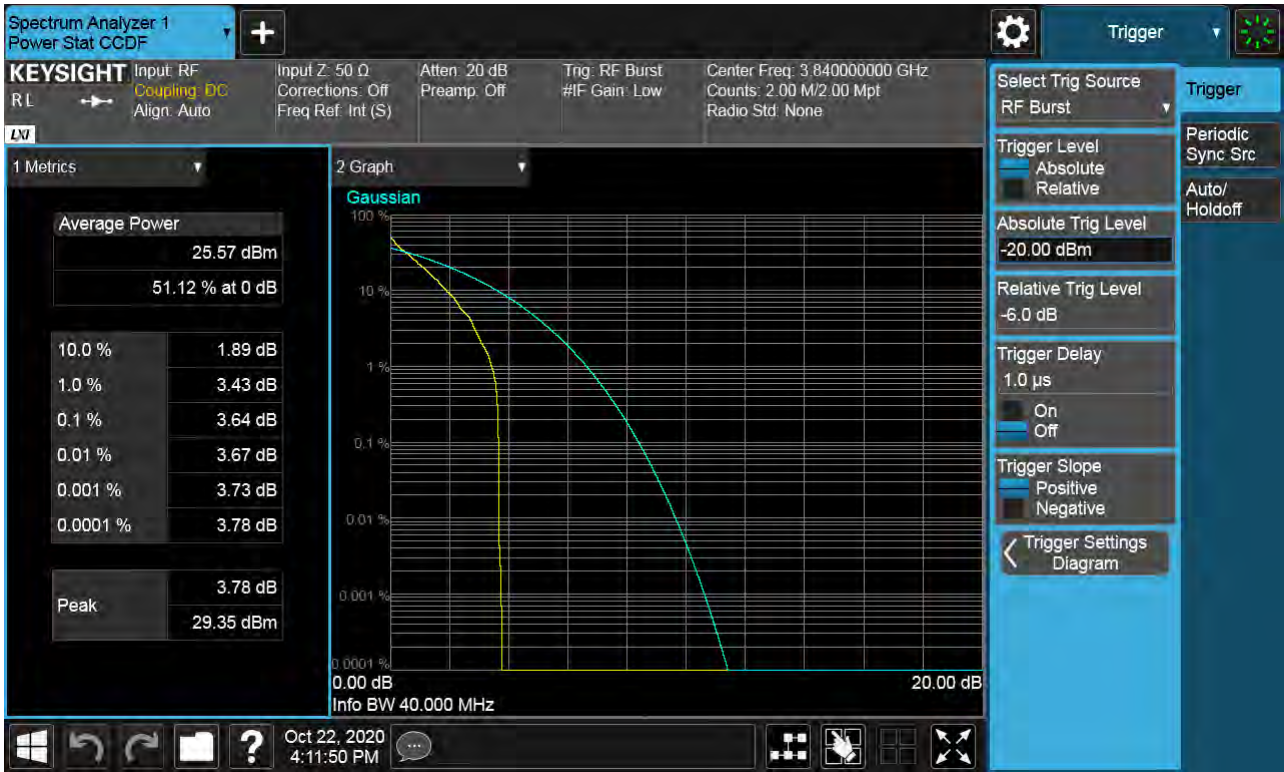 Spectrum Analyzer 1
Power Stat CCDF
+
Trigger
KEYSIGHT
RL
LXI
Input: RF
Coupling: DC
Align: Auto
Input Z: 50 Ω
Corrections: Off
Freq Ref: Int (S)
Atten: 20 dB
Preamp: Off
Trig: RF Burst
#IF Gain: Low
Center Freq: 3.840000000 GHz
Counts: 2.00 M/2.00 Mpt
Radio Std: None
1 Metrics
Average Power
25.57 dBm
51.12 % at 0 dB
10.0 % 1.89 dB
1.0 % 3.43 dB
0.1 % 3.64 dB
0.01 % 3.67 dB
0.001 % 3.73 dB
0.0001 % 3.78 dB
Peak
3.78 dB
29.35 dBm
2 Graph
Gaussian
100 %
10 %
1 %
0.1 %
0.01 %
0.001 %
0.0001 %
0.00 dB 20.00 dB
Info BW 40.000 MHz
Select Trig Source
RF Burst
Trigger Level
Absolute
Relative
Absolute Trig Level
-20.00 dBm
Relative Trig Level
-6.0 dB
Trigger Delay
1.0 µs
On
Off
Trigger Slope
Positive
Negative
Trigger Settings
Diagram
Trigger
Periodic
Sync Src
Auto/
Holdoff
?
Oct 22, 2020
4:11:50 PM